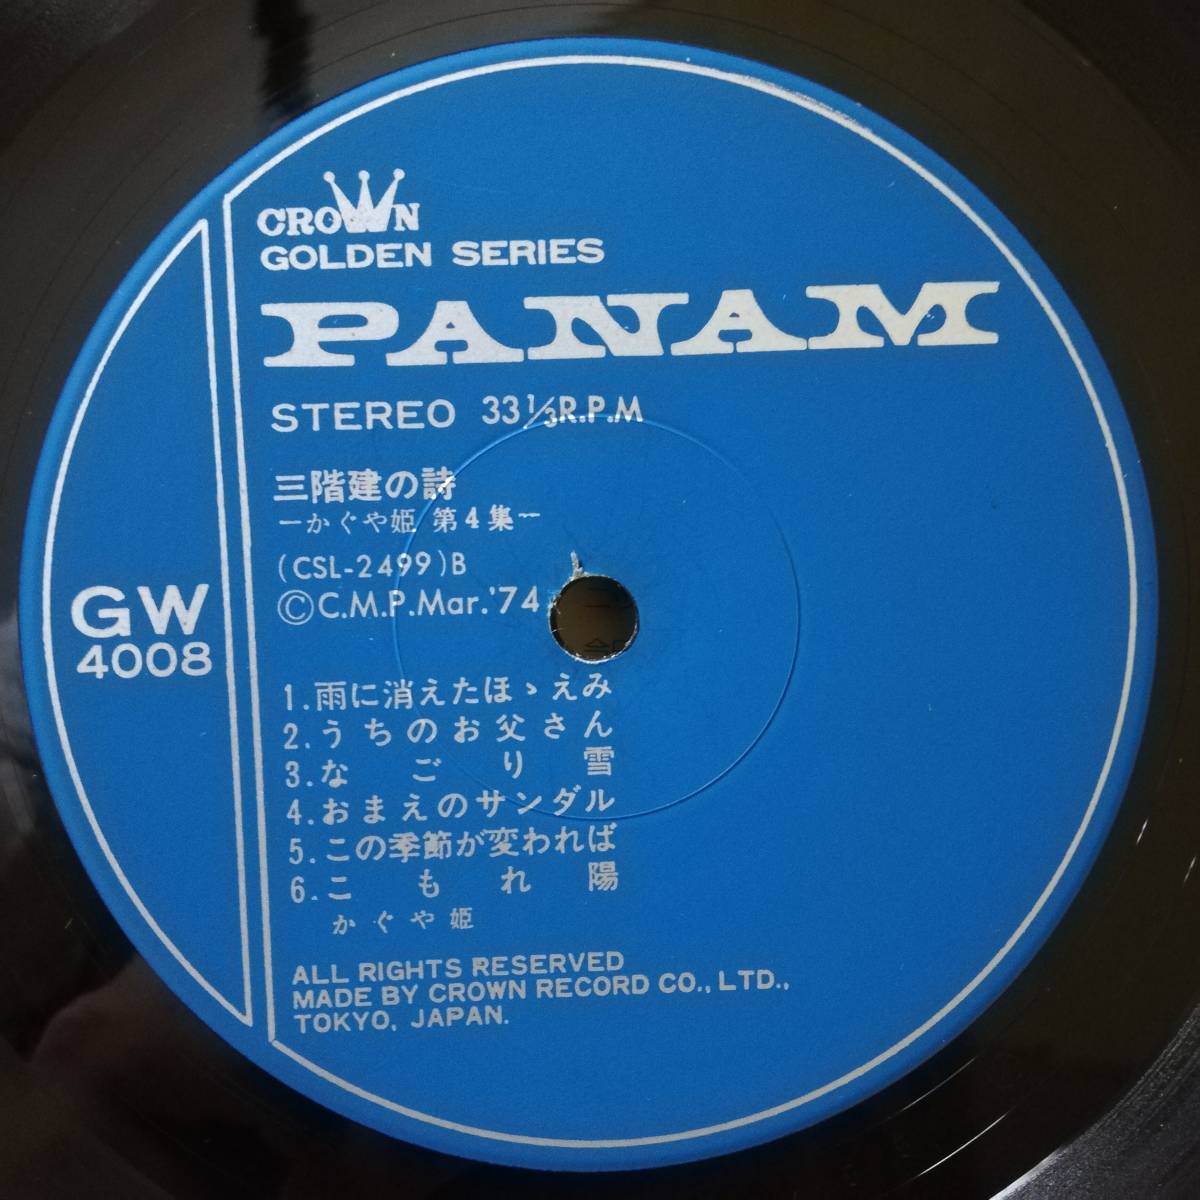 CROWN
GOLDEN SERIES
PANAM
STEREO 33⅓R.P.M
三階建の詩
ーかぐや姫 第4集ー
(CSL-2499)B
©C.M.P.Mar.'74
GW
4008
1.雨に消えたほゝえみ
2.うちのお父さん
3.なごり雪
4.おまえのサンダル
5.この季節が変われば
6.こもれ陽
かぐや姫
ALL RIGHTS RESERVED
MADE BY CROWN RECORD CO., LTD.,
TOKYO, JAPAN.